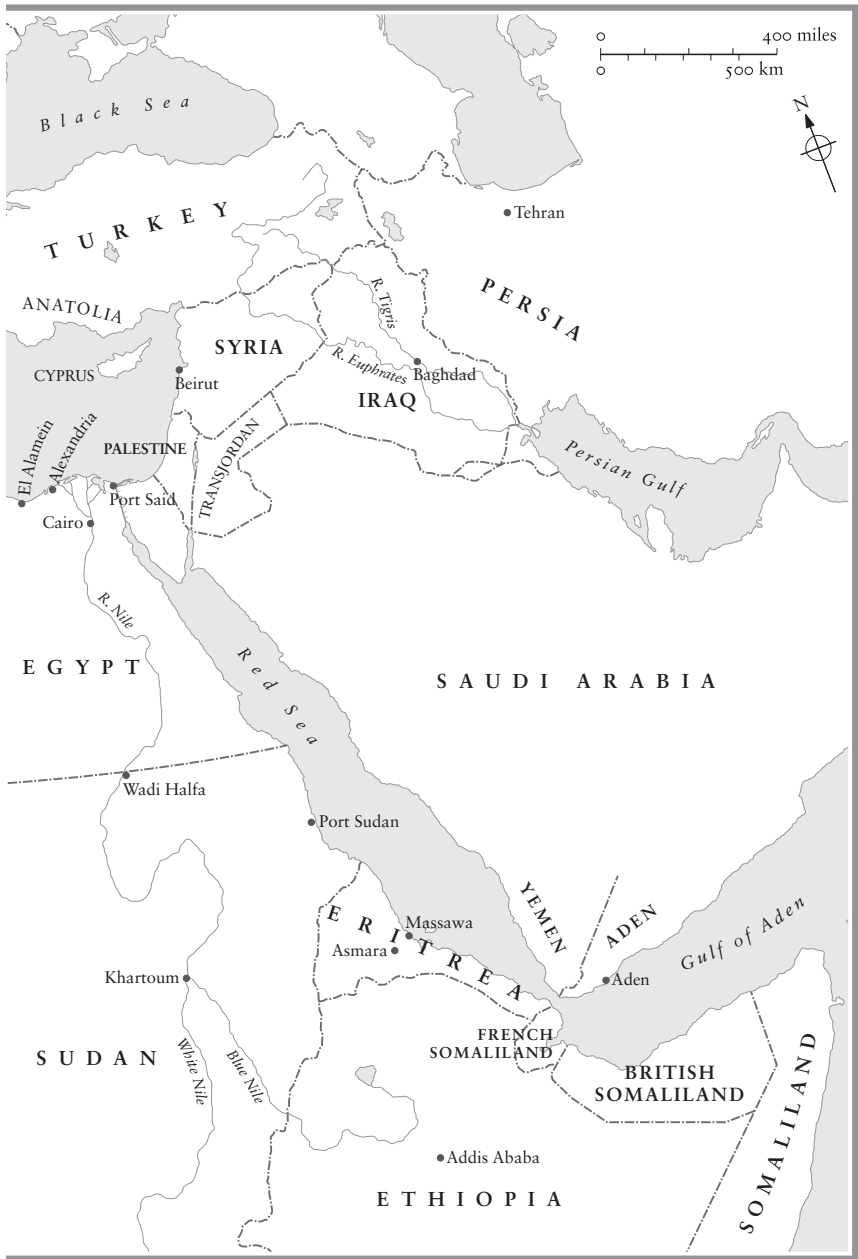 0 400 miles
0 500 km
N
Black Sea
TURKEY
Tehran
PERSIA
ANATOLIA
R. Tigris
SYRIA
R. Euphrates
Baghdad
CYPRUS
Beirut
IRAQ
El Alamein
Alexandria
PALESTINE
TRANSJORDAN
Persian Gulf
Port Said
Cairo
R. Nile
EGYPT
Red Sea
SAUDI ARABIA
Wadi Halfa
Port Sudan
YEMEN
ADEN
ERITREA
Massawa
Asmara
Gulf of Aden
Khartoum
Aden
FRENCH
SOMALILAND
SUDAN
White Nile
Blue Nile
BRITISH
SOMALILAND
SOMALILAND
Addis Ababa
ETHIOPIA